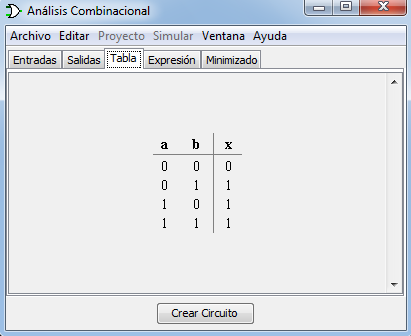 Análisis Combinacional
Archivo Editar Proyecto Simular Ventana Ayuda
Entradas Salidas Tabla Expresión Minimizado
a b x
0 0 0
0 1 1
1 0 1
1 1 1
Crear Circuito